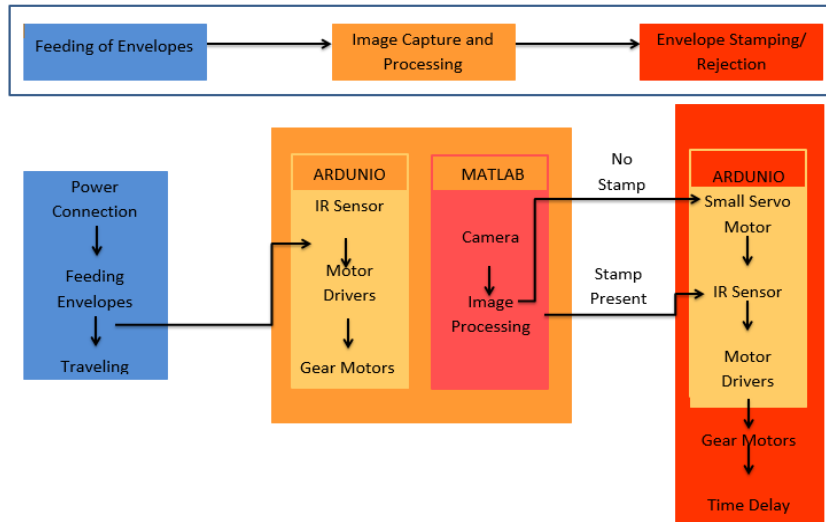 Feeding of Envelopes
Image Capture and
Processing
Envelope Stamping/
Rejection
Power
Connection
Feeding
Envelopes
Traveling
ARDUNIO
IR Sensor
Motor
Drivers
Gear Motors
MATLAB
Camera
Image
Processing
No
Stamp
Stamp
Present
ARDUNIO
Small Servo
Motor
IR Sensor
Motor
Drivers
Gear Motors
Time Delay